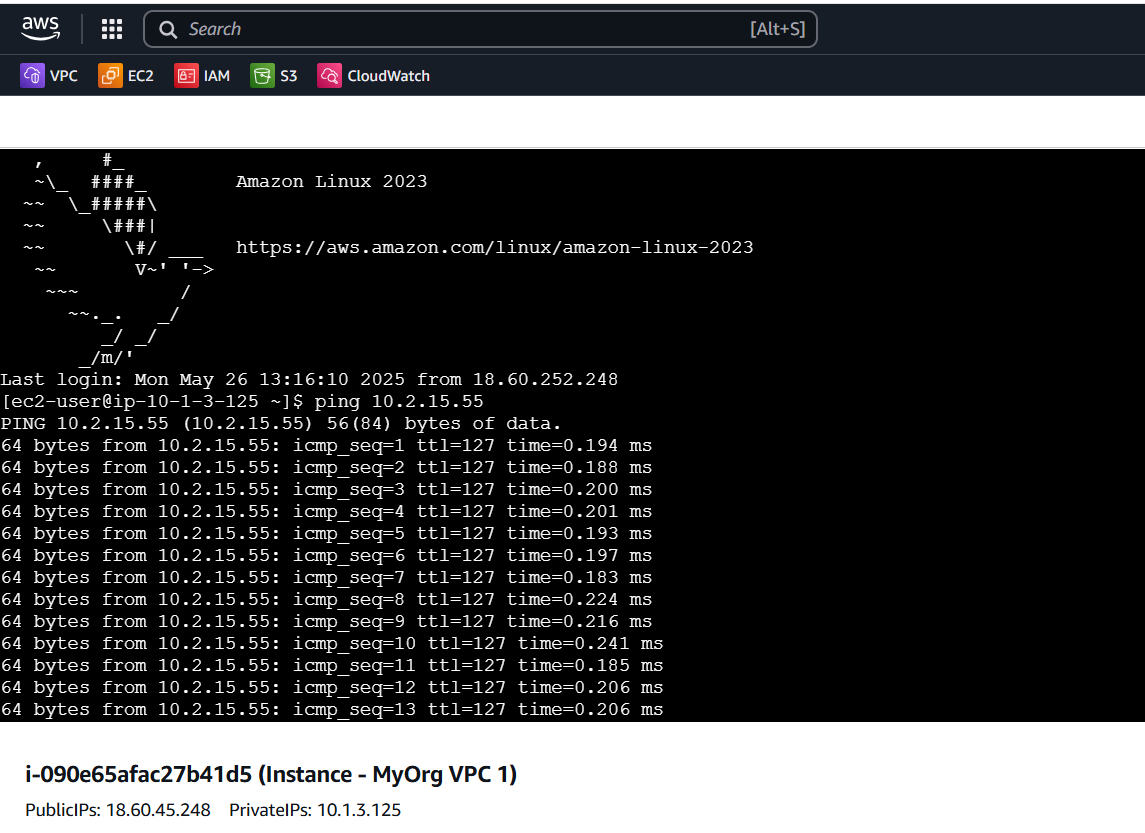 aws
Search [Alt+S]
VPC EC2 IAM S3 CloudWatch
   ,     #_
   ~\_  ####_        Amazon Linux 2023
  ~~  \_#####\
  ~~     \###|
  ~~       \#/ ___   https://aws.amazon.com/linux/amazon-linux-2023
   ~~       V~' '->
    ~~~         /
      ~~._.   _/
         _/ _/
       _/m/'
Last login: Mon May 26 13:16:10 2025 from 18.60.252.248
[ec2-user@ip-10-1-3-125 ~]$ ping 10.2.15.55
PING 10.2.15.55 (10.2.15.55) 56(84) bytes of data.
64 bytes from 10.2.15.55: icmp_seq=1 ttl=127 time=0.194 ms
64 bytes from 10.2.15.55: icmp_seq=2 ttl=127 time=0.188 ms
64 bytes from 10.2.15.55: icmp_seq=3 ttl=127 time=0.200 ms
64 bytes from 10.2.15.55: icmp_seq=4 ttl=127 time=0.201 ms
64 bytes from 10.2.15.55: icmp_seq=5 ttl=127 time=0.193 ms
64 bytes from 10.2.15.55: icmp_seq=6 ttl=127 time=0.197 ms
64 bytes from 10.2.15.55: icmp_seq=7 ttl=127 time=0.183 ms
64 bytes from 10.2.15.55: icmp_seq=8 ttl=127 time=0.224 ms
64 bytes from 10.2.15.55: icmp_seq=9 ttl=127 time=0.216 ms
64 bytes from 10.2.15.55: icmp_seq=10 ttl=127 time=0.241 ms
64 bytes from 10.2.15.55: icmp_seq=11 ttl=127 time=0.185 ms
64 bytes from 10.2.15.55: icmp_seq=12 ttl=127 time=0.206 ms
64 bytes from 10.2.15.55: icmp_seq=13 ttl=127 time=0.206 ms
i-090e65afac27b41d5 (Instance - MyOrg VPC 1)
PublicIPs: 18.60.45.248 PrivateIPs: 10.1.3.125